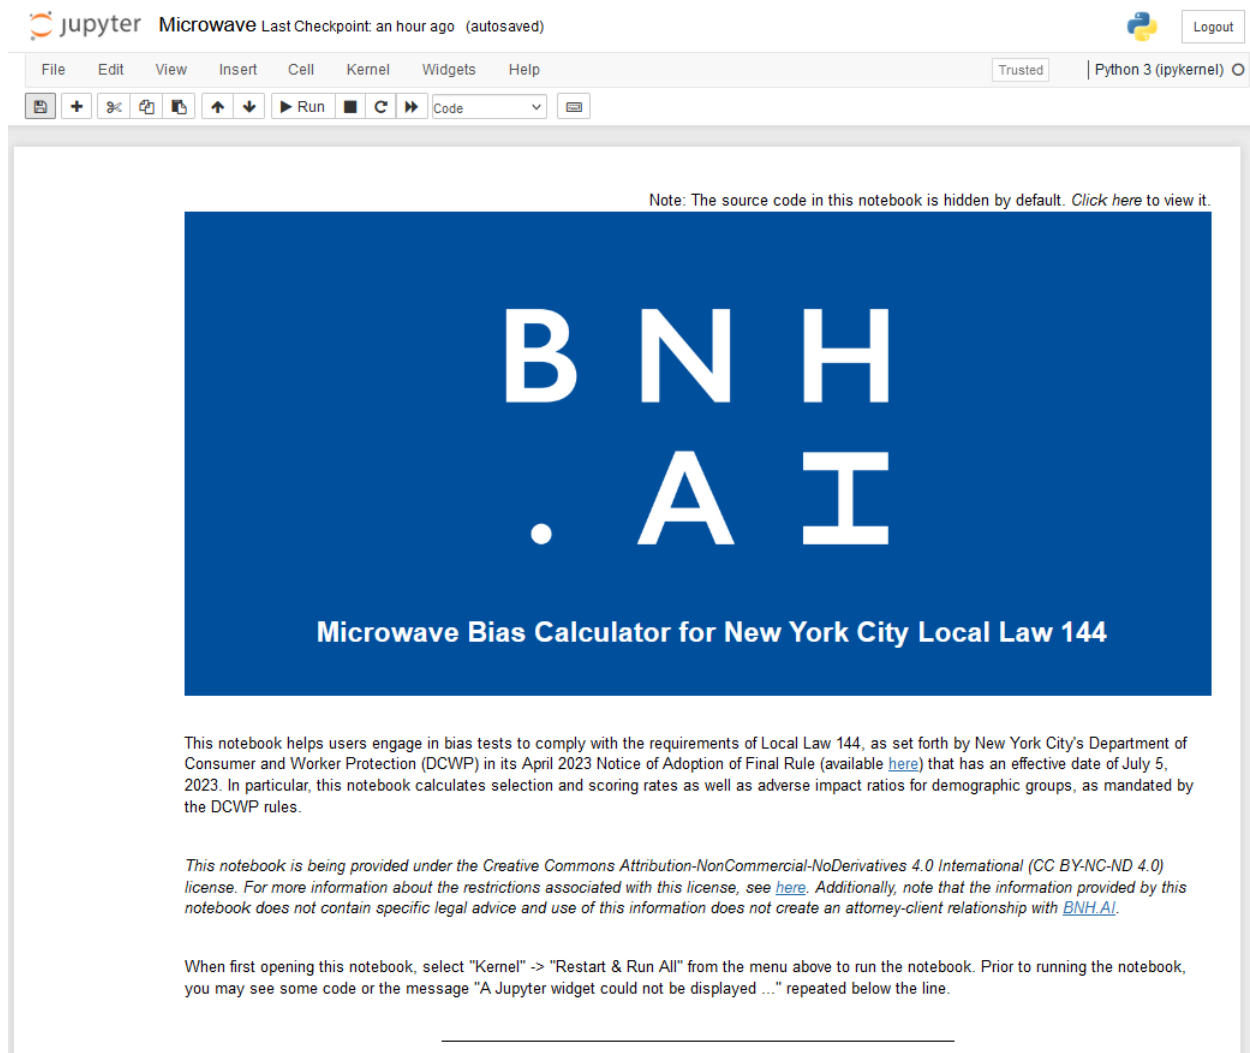 jupyter Microwave Last Checkpoint: an hour ago (autosaved) Logout
File Edit View Insert Cell Kernel Widgets Help Trusted Python 3 (ipykernel)
Run Code
Note: The source code in this notebook is hidden by default. Click here to view it.
B N H
. A I
Microwave Bias Calculator for New York City Local Law 144
This notebook helps users engage in bias tests to comply with the requirements of Local Law 144, as set forth by New York City's Department of
Consumer and Worker Protection (DCWP) in its April 2023 Notice of Adoption of Final Rule (available here) that has an effective date of July 5,
2023. In particular, this notebook calculates selection and scoring rates as well as adverse impact ratios for demographic groups, as mandated by
the DCWP rules.
This notebook is being provided under the Creative Commons Attribution-NonCommercial-NoDerivatives 4.0 International (CC BY-NC-ND 4.0)
license. For more information about the restrictions associated with this license, see here. Additionally, note that the information provided by this
notebook does not contain specific legal advice and use of this information does not create an attorney-client relationship with BNH.AI.
When first opening this notebook, select "Kernel" -> "Restart & Run All" from the menu above to run the notebook. Prior to running the notebook,
you may see some code or the message "A Jupyter widget could not be displayed ..." repeated below the line.